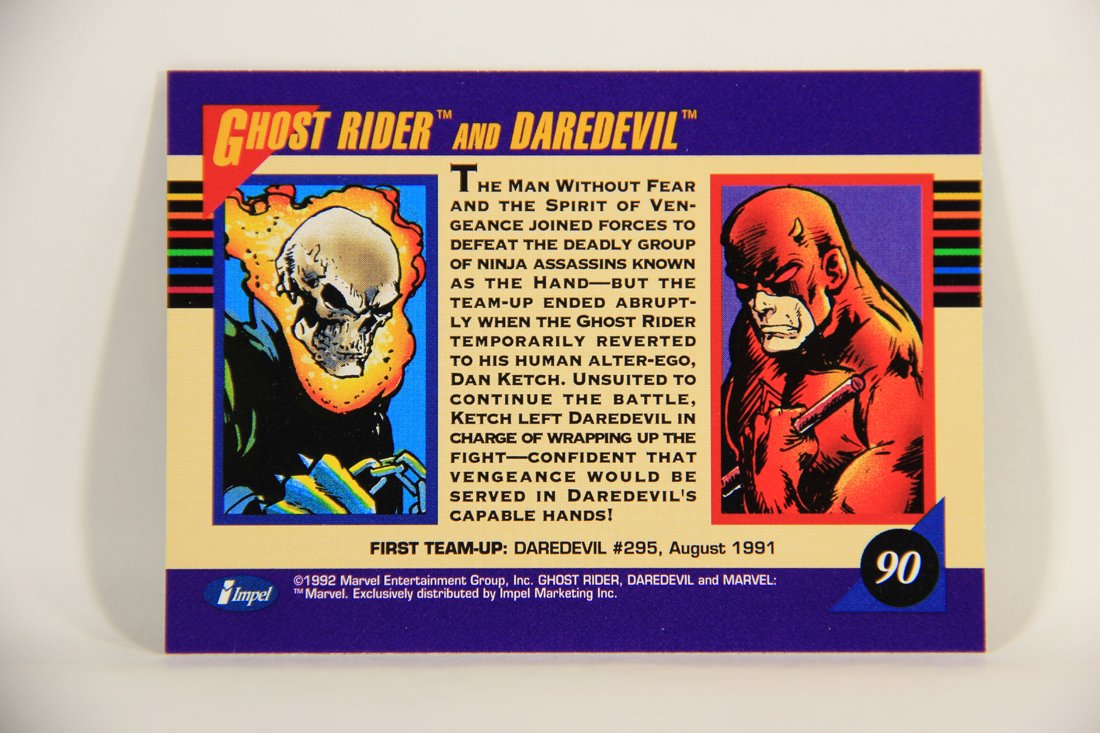 GHOST RIDER™ AND DAREDEVIL™
THE MAN WITHOUT FEAR
AND THE SPIRIT OF VEN-
GEANCE JOINED FORCES TO
DEFEAT THE DEADLY GROUP
OF NINJA ASSASSINS KNOWN
AS THE HAND—BUT THE
TEAM-UP ENDED ABRUPT-
LY WHEN THE GHOST RIDER
TEMPORARILY REVERTED
TO HIS HUMAN ALTER-EGO,
DAN KETCH. UNSUITED TO
CONTINUE THE BATTLE,
KETCH LEFT DAREDEVIL IN
CHARGE OF WRAPPING UP THE
FIGHT—CONFIDENT THAT
VENGEANCE WOULD BE
SERVED IN DAREDEVIL'S
CAPABLE HANDS!
FIRST TEAM-UP: DAREDEVIL #295, August 1991
90
Impel
©1992 Marvel Entertainment Group, Inc. GHOST RIDER, DAREDEVIL and MARVEL:
™Marvel. Exclusively distributed by Impel Marketing Inc.